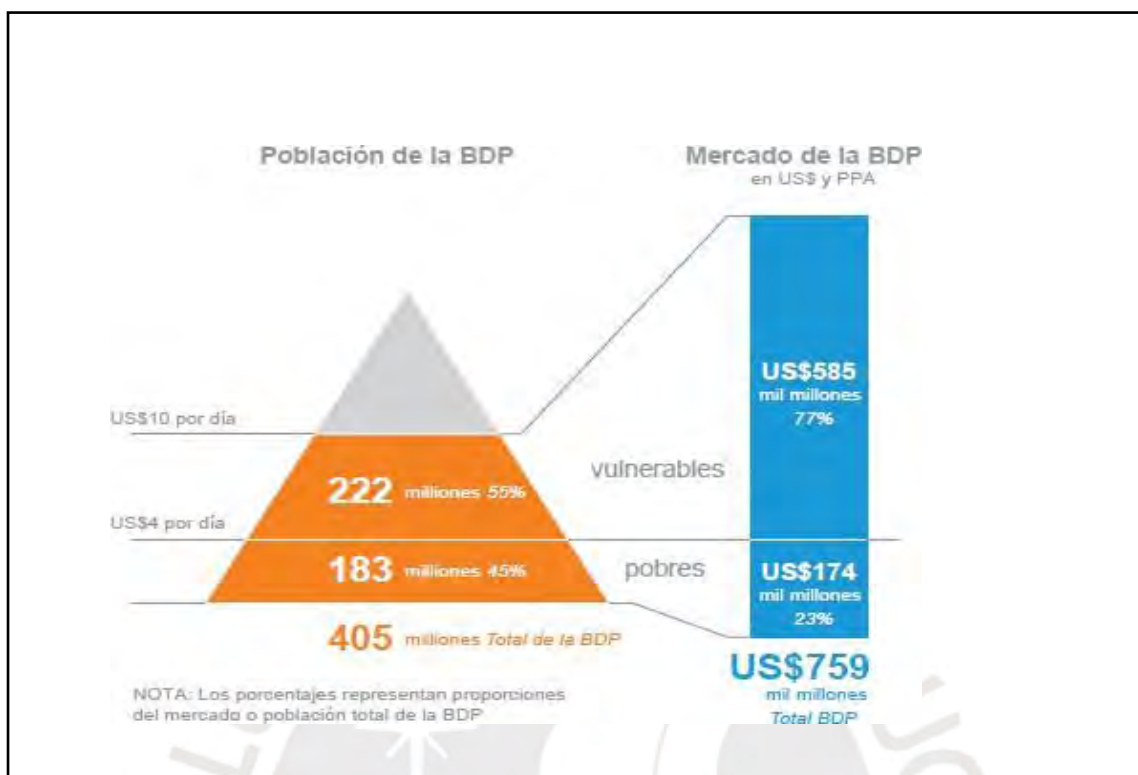 Población de la BDP
Mercado de la BDP
en US$ y PPA
US$10 por día
US$4 por día
222 millones 55%
183 millones 45%
405 millones Total de la BDP
vulnerables
pobres
US$585
mil millones
77%
US$174
mil millones
23%
US$759
mil millones
Total BDP
NOTA: Los porcentajes representan proporciones
del mercado o población total de la BDP